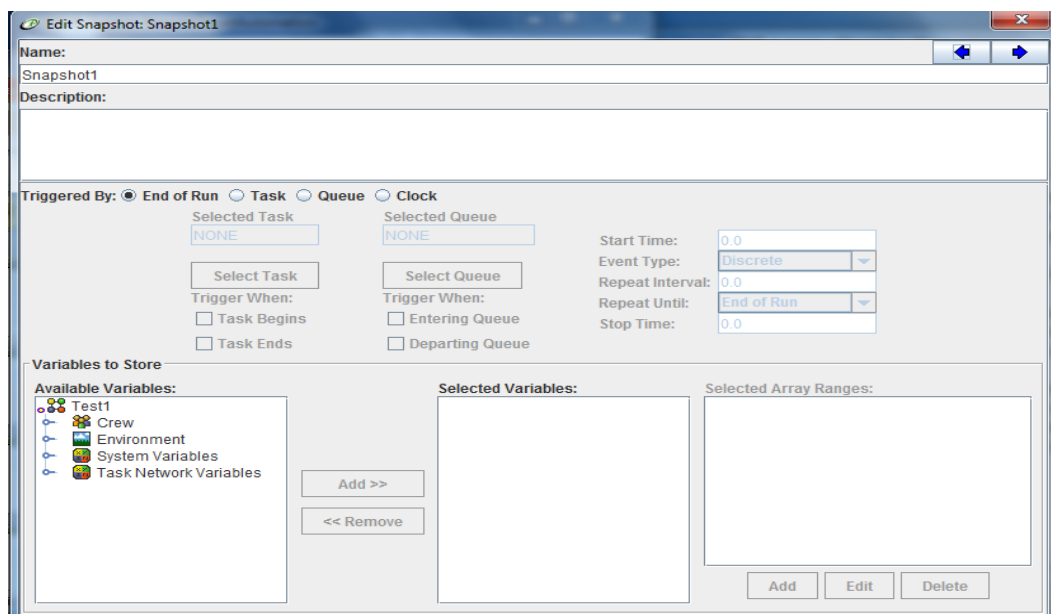 Edit Snapshot: Snapshot1
Name:
Snapshot1
Description:
Triggered By: End of Run Task Queue Clock
Selected Task Selected Queue
NONE NONE
Start Time: 0.0
Event Type: Discrete
Select Task Select Queue
Repeat Interval: 0.0
Trigger When: Trigger When:
Repeat Until: End of Run
Task Begins Entering Queue
Stop Time: 0.0
Task Ends Departing Queue
Variables to Store
Available Variables: Selected Variables: Selected Array Ranges:
Test1
Crew
Environment
System Variables
Task Network Variables
Add >>
<< Remove
Add Edit Delete